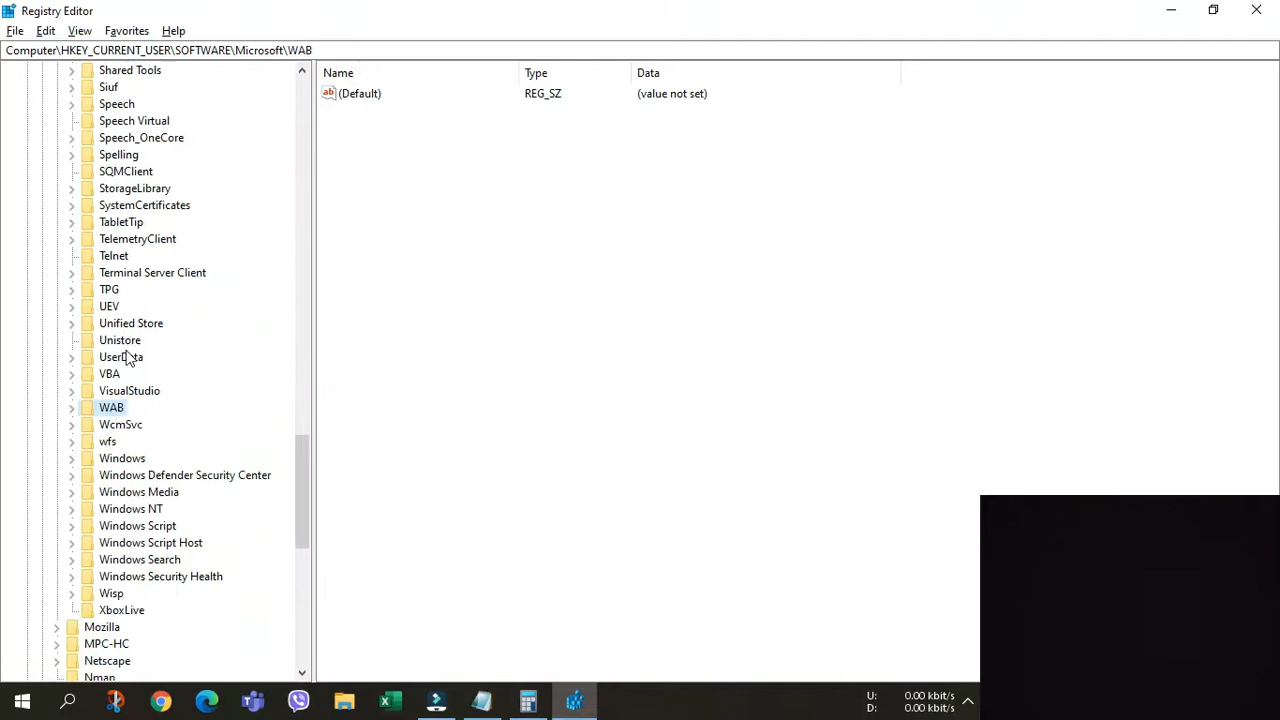 Registry Editor
File Edit View Favorites Help
Computer\HKEY_CURRENT_USER\SOFTWARE\Microsoft\WAB
Name Type Data
ab (Default) REG_SZ (value not set)
Shared Tools
Siuf
Speech
Speech Virtual
Speech_OneCore
Spelling
SQMClient
StorageLibrary
SystemCertificates
TabletTip
TelemetryClient
Telnet
Terminal Server Client
TPG
UEV
Unified Store
Unistore
UserData
VBA
VisualStudio
WAB
WcmSvc
wfs
Windows
Windows Defender Security Center
Windows Media
Windows NT
Windows Script
Windows Script Host
Windows Search
Windows Security Health
Wisp
XboxLive
Mozilla
MPC-HC
Netscape
Nmap
U: 0.00 kbit/s
D: 0.00 kbit/s